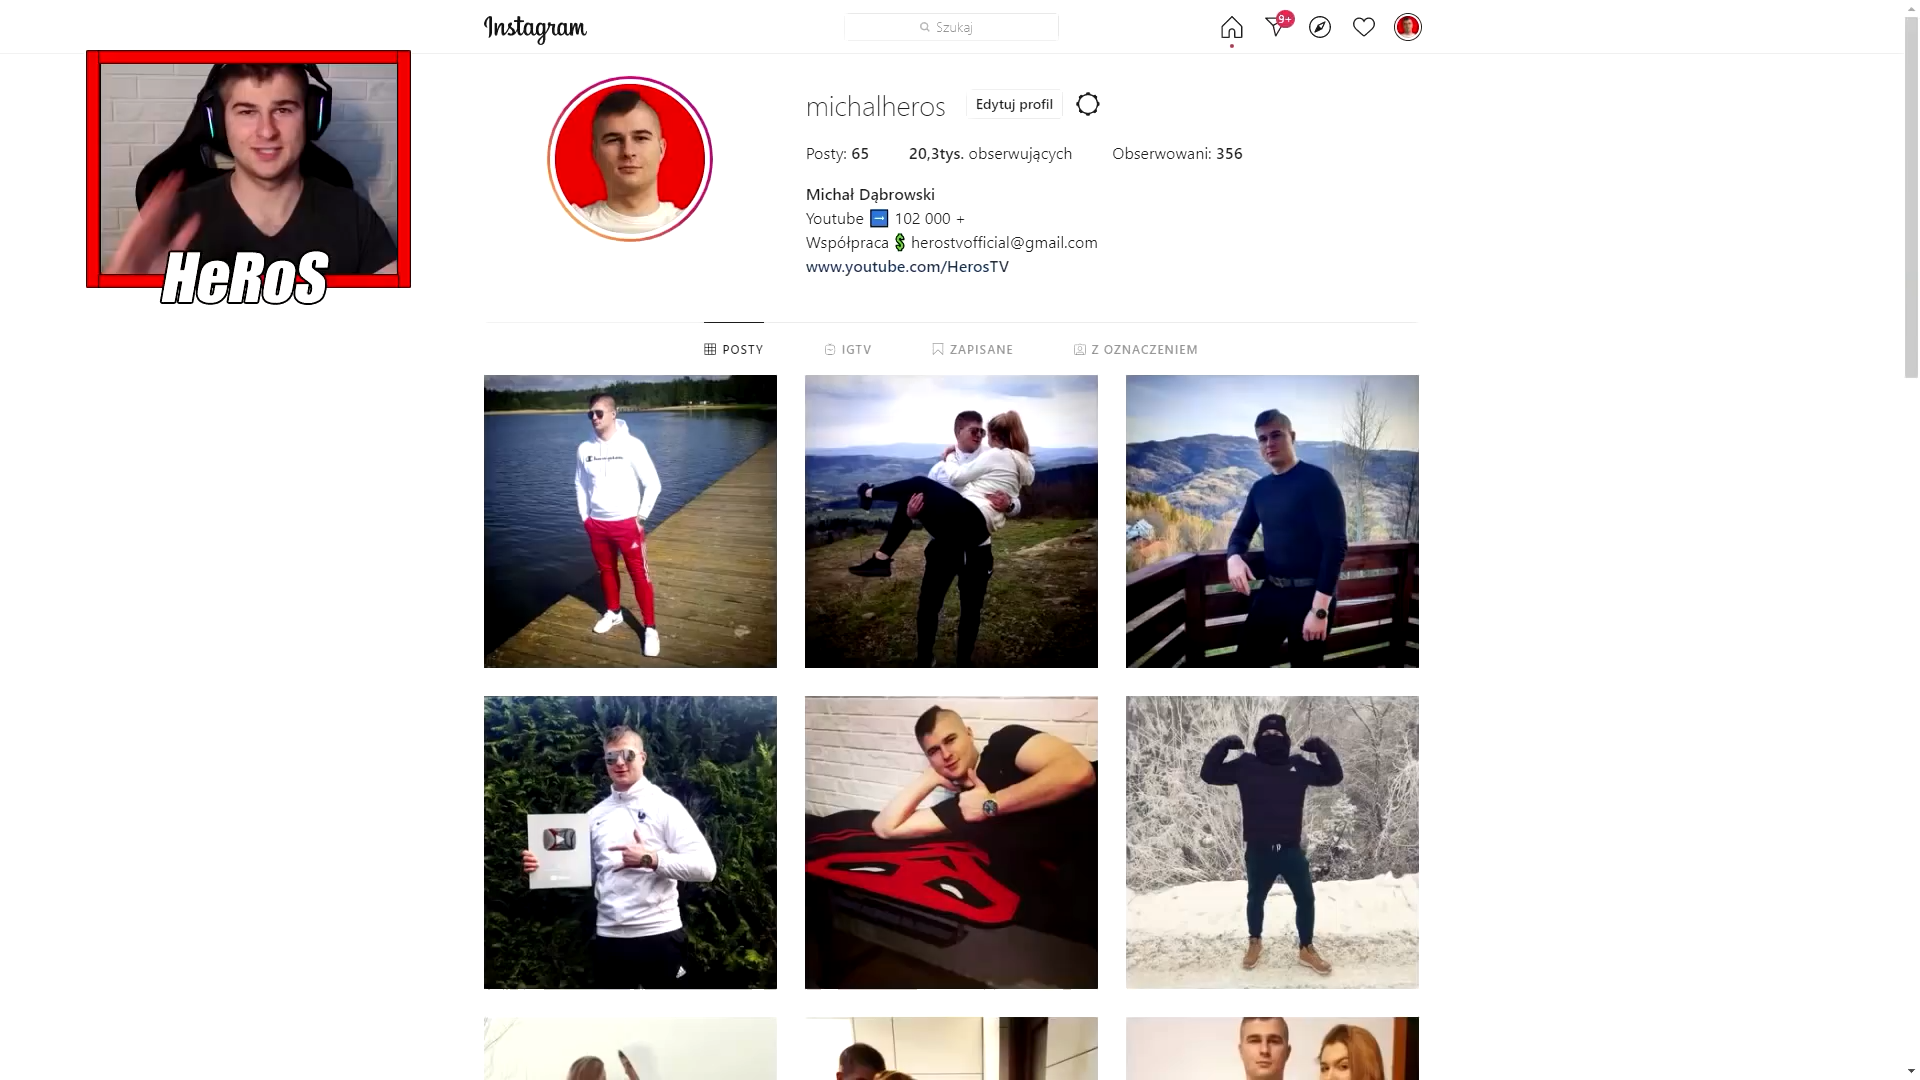 Instagram
Szukaj
9+
HeRoS
michalheros
Edytuj profil
Posty: 65
20,3tys. obserwujących
Obserwowani: 356
Michał Dąbrowski
Youtube ➡ 102 000 +
Współpraca 💲 herostvofficial@gmail.com
www.youtube.com/HerosTV
POSTY
IGTV
ZAPISANE
Z OZNACZENIEM